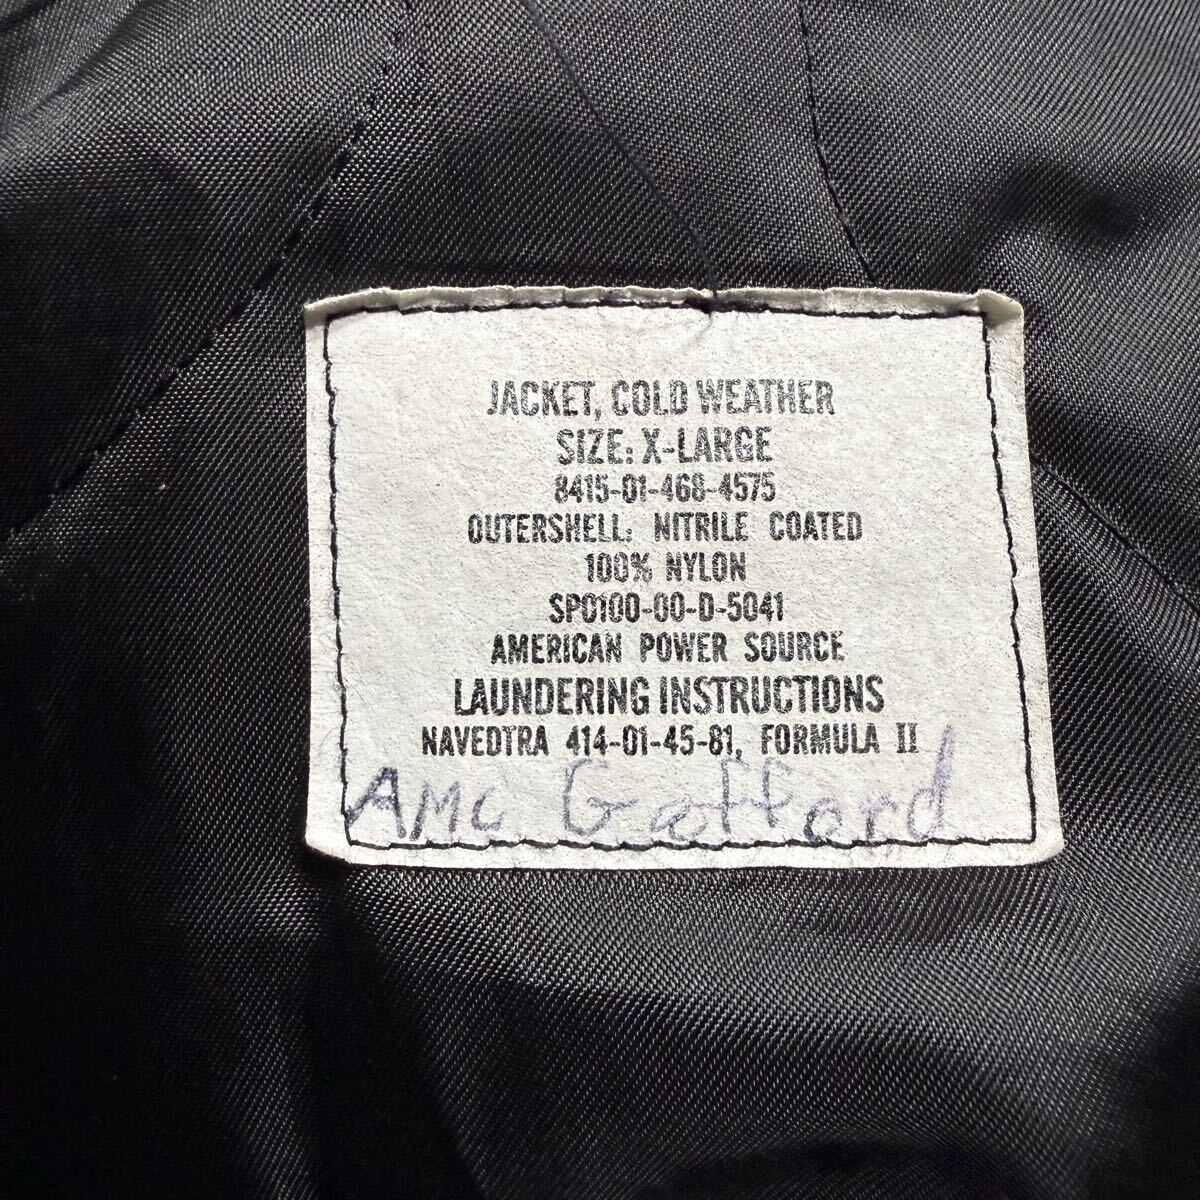 JACKET, COLD WEATHER
SIZE: X-LARGE
8415-01-468-4575
OUTERSHELL: NITRILE COATED
100% NYLON
SPO100-00-D-5041
AMERICAN POWER SOURCE
LAUNDERING INSTRUCTIONS
NAVEDTRA 414-01-45-81, FORMULA II
AMC Gafford